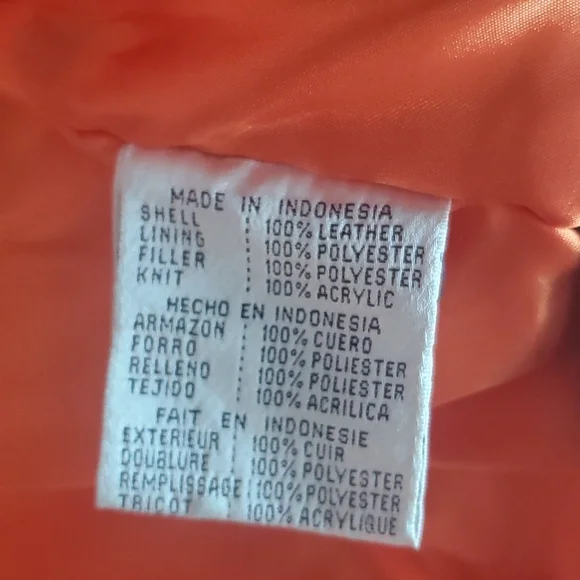 MADE IN INDONESIA
SHELL : 100% LEATHER
LINING : 100% POLYESTER
FILLER : 100% POLYESTER
KNIT : 100% ACRYLIC
HECHO EN INDONESIA
ARMAZON : 100% CUERO
FORRO : 100% POLIESTER
RELLENO : 100% POLIESTER
TEJIDO : 100% ACRILICA
FAIT EN INDONESIE
EXTERIEUR : 100% CUIR
DOUBLURE : 100% POLYESTER
REMPLISSAGE : 100% POLYESTER
TRICOT : 100% ACRYLIQUE